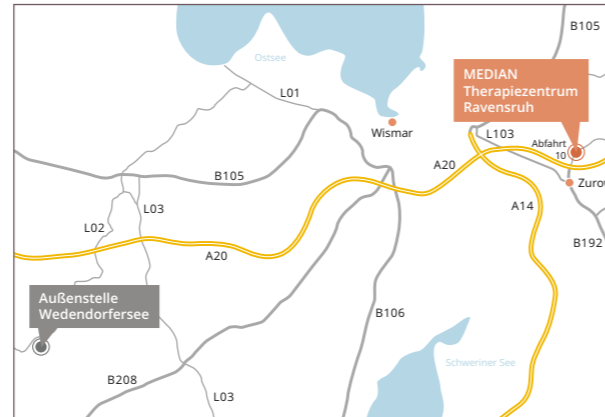 B105
Ostsee
MEDIAN
Therapiezentrum
Ravensruh
L01
Wismar
L103
Abfahrt
10
A20
B105
Zurow
L02
L03
A14
B192
A20
Außenstelle
Wedendorfersee
B106
Schweriner See
B208
L03